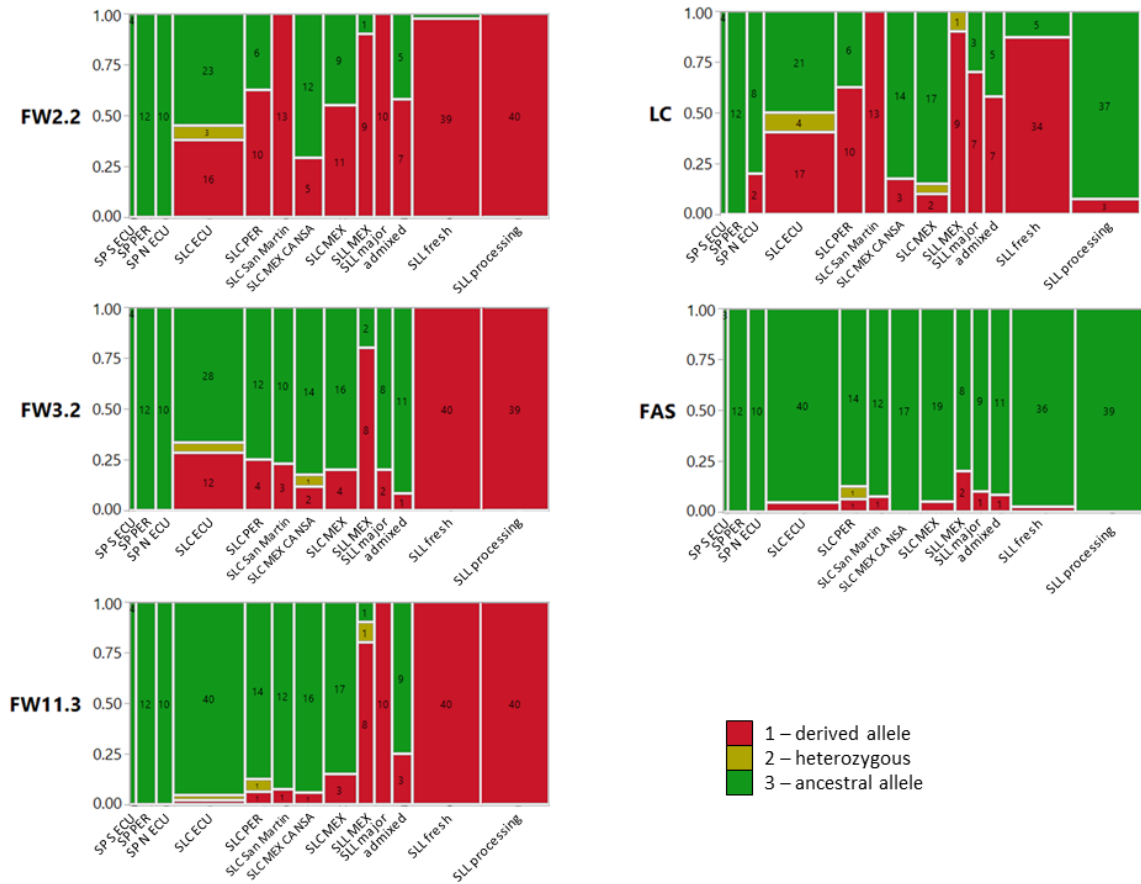 FW2.2
1.00
0.75
0.50
0.25
0.00
4 12 10 23 3 16 6 10 13 12 5 9 11 1 9 10 5 7 39 40
SP S ECU
SP PER
SP N ECU
SLC ECU
SLC PER
SLC San Martin
SLC MEX CA NSA
SLC MEX
SLL MEX
SLL major
admixed
SLL fresh
SLL processing
LC
1.00
0.75
0.50
0.25
0.00
4 12 8 2 21 4 17 6 10 13 14 3 17 2 1 9 3 7 5 7 5 34 37 3
SP S ECU
SP PER
SP N ECU
SLC ECU
SLC PER
SLC San Martin
SLC MEX CA NSA
SLC MEX
SLL MEX
SLL major
admixed
SLL fresh
SLL processing
FW3.2
1.00
0.75
0.50
0.25
0.00
4 12 10 28 12 12 4 10 3 14 1 2 16 4 2 8 8 2 11 1 40 39
SP S ECU
SP PER
SP N ECU
SLC ECU
SLC PER
SLC San Martin
SLC MEX CA NSA
SLC MEX
SLL MEX
SLL major
admixed
SLL fresh
SLL processing
FAS
1.00
0.75
0.50
0.25
0.00
3 12 10 40 14 1 1 12 1 17 19 8 2 9 1 11 1 36 39
SP S ECU
SP PER
SP N ECU
SLC ECU
SLC PER
SLC San Martin
SLC MEX CA NSA
SLC MEX
SLL MEX
SLL major
admixed
SLL fresh
SLL processing
FW11.3
1.00
0.75
0.50
0.25
0.00
4 12 10 40 14 1 1 12 1 16 1 17 3 1 1 8 10 9 3 40 40
SP S ECU
SP PER
SP N ECU
SLC ECU
SLC PER
SLC San Martin
SLC MEX CA NSA
SLC MEX
SLL MEX
SLL major
admixed
SLL fresh
SLL processing
1 – derived allele
2 – heterozygous
3 – ancestral allele